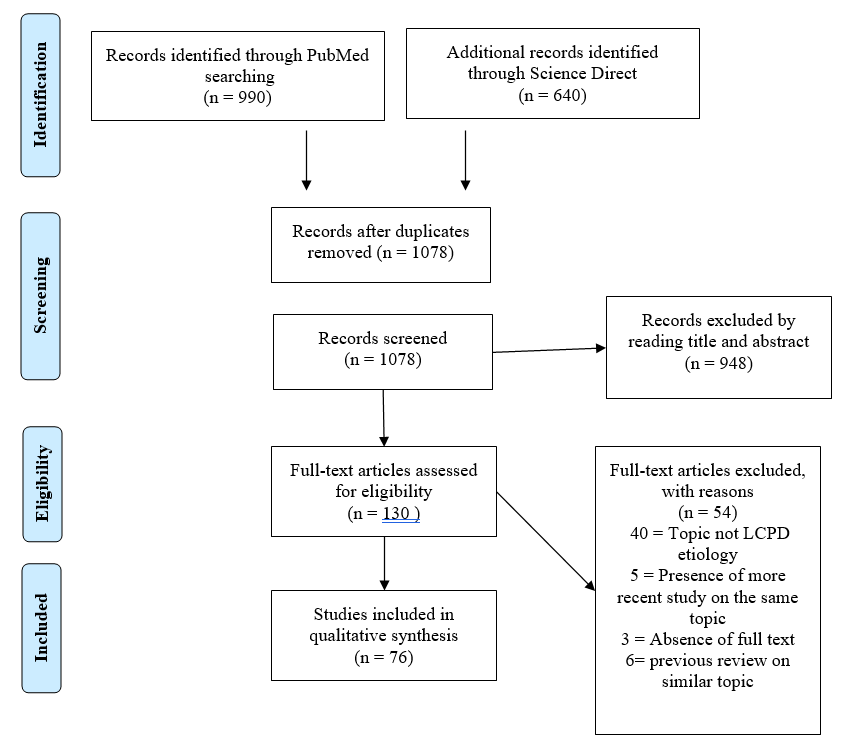 Identification
Records identified through PubMed
searching
(n = 990)
Additional records identified
through Science Direct
(n = 640)
Screening
Records after duplicates
removed (n = 1078)
Records screened
(n = 1078)
Records excluded by
reading title and abstract
(n = 948)
Eligibility
Full-text articles assessed
for eligibility
(n = 130 )
Full-text articles excluded,
with reasons
(n = 54)
40 = Topic not LCPD
etiology
5 = Presence of more
recent study on the same
topic
3 = Absence of full text
6= previous review on
similar topic
Included
Studies included in
qualitative synthesis
(n = 76)